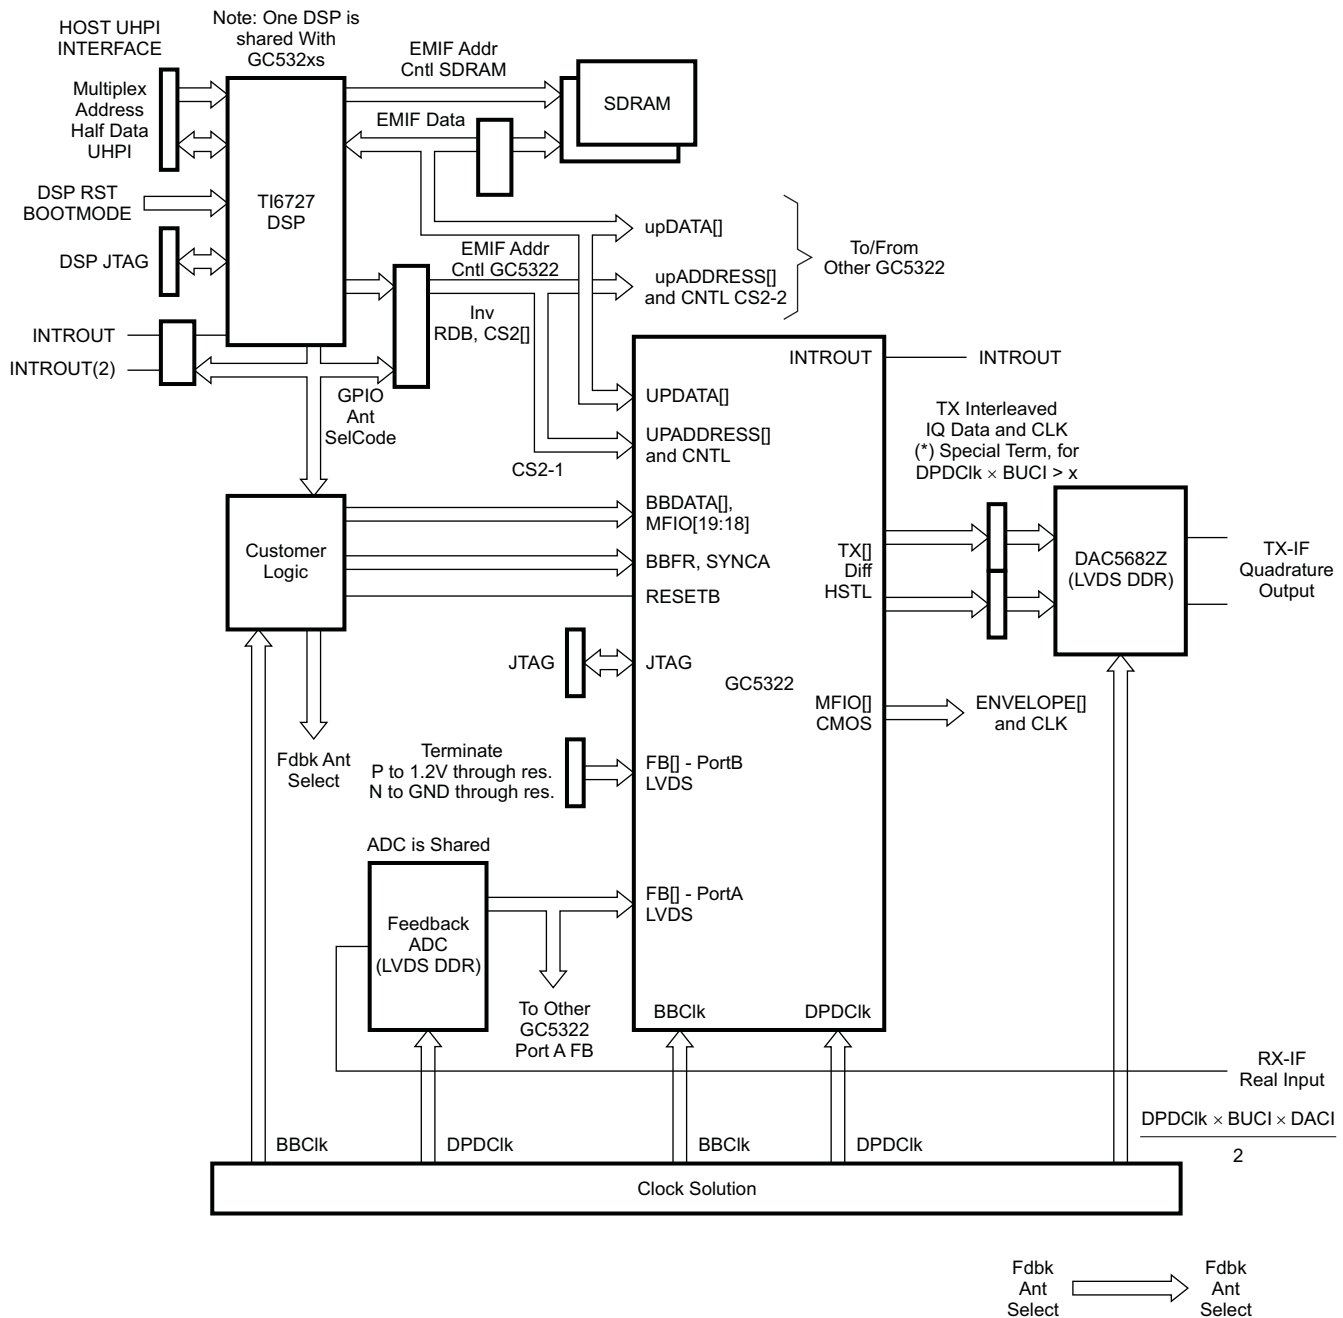 Note: One DSP is
shared With
GC532xs
HOST UHPI
INTERFACE
Multiplex
Address
Half Data
UHPI
EMIF Addr
Cntl SDRAM
SDRAM
EMIF Data
DSP RST
BOOTMODE
TI6727
DSP
DSP JTAG
upDATA[]
EMIF Addr
Cntl GC5322
upADDRESS[]
and CNTL CS2-2
To/From
Other GC5322
Inv
RDB, CS2[]
INTROUT
INTROUT(2)
GPIO
Ant
SelCode
INTROUT
INTROUT
UPDATA[]
UPADDRESS[]
and CNTL
CS2-1
TX Interleaved
IQ Data and CLK
(*) Special Term, for
DPDClk × BUCI > x
Customer
Logic
BBDATA[],
MFIO[19:18]
BBFR, SYNCA
RESETB
TX[]
Diff
HSTL
DAC5682Z
(LVDS DDR)
TX-IF
Quadrature
Output
JTAG
JTAG
GC5322
MFIO[]
CMOS
ENVELOPE[]
and CLK
Fdbk Ant
Select
Terminate
P to 1.2V through res.
N to GND through res.
FB[] - PortB
LVDS
ADC is Shared
Feedback
ADC
(LVDS DDR)
FB[] - PortA
LVDS
To Other
GC5322
Port A FB
BBClk
DPDClk
RX-IF
Real Input
DPDClk × BUCI × DACI
2
BBClk
DPDClk
BBClk
DPDClk
Clock Solution
Fdbk
Ant
Select
Fdbk
Ant
Select